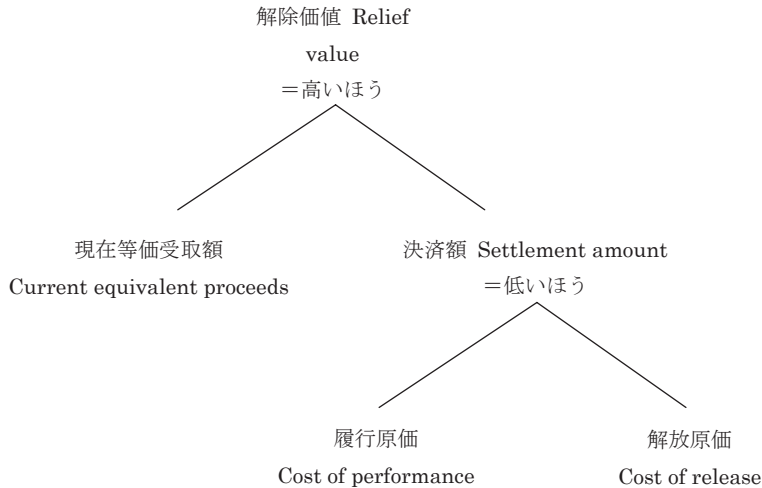 解除価値 Relief
value
＝高いほう
現在等価受取額
Current equivalent proceeds
決済額 Settlement amount
＝低いほう
履行原価
Cost of performance
解放原価
Cost of release